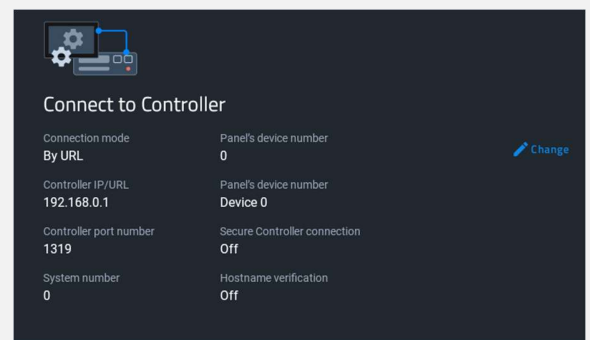 Connect to Controller
Connection mode
By URL
Panel's device number
0
Change
Controller IP/URL
192.168.0.1
Panel's device number
Device 0
Controller port number
1319
Secure Controller connection
Off
System number
0
Hostname verification
Off